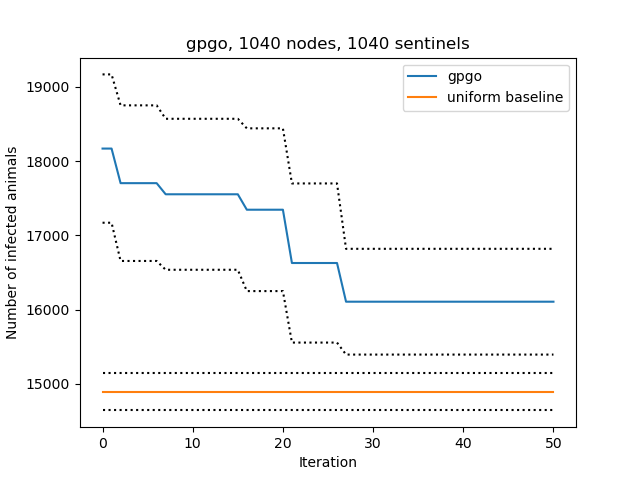 gpgo, 1040 nodes, 1040 sentinels
gpgo
uniform baseline
Number of infected animals
19000
18000
17000
16000
15000
0 10 20 30 40 50
Iteration